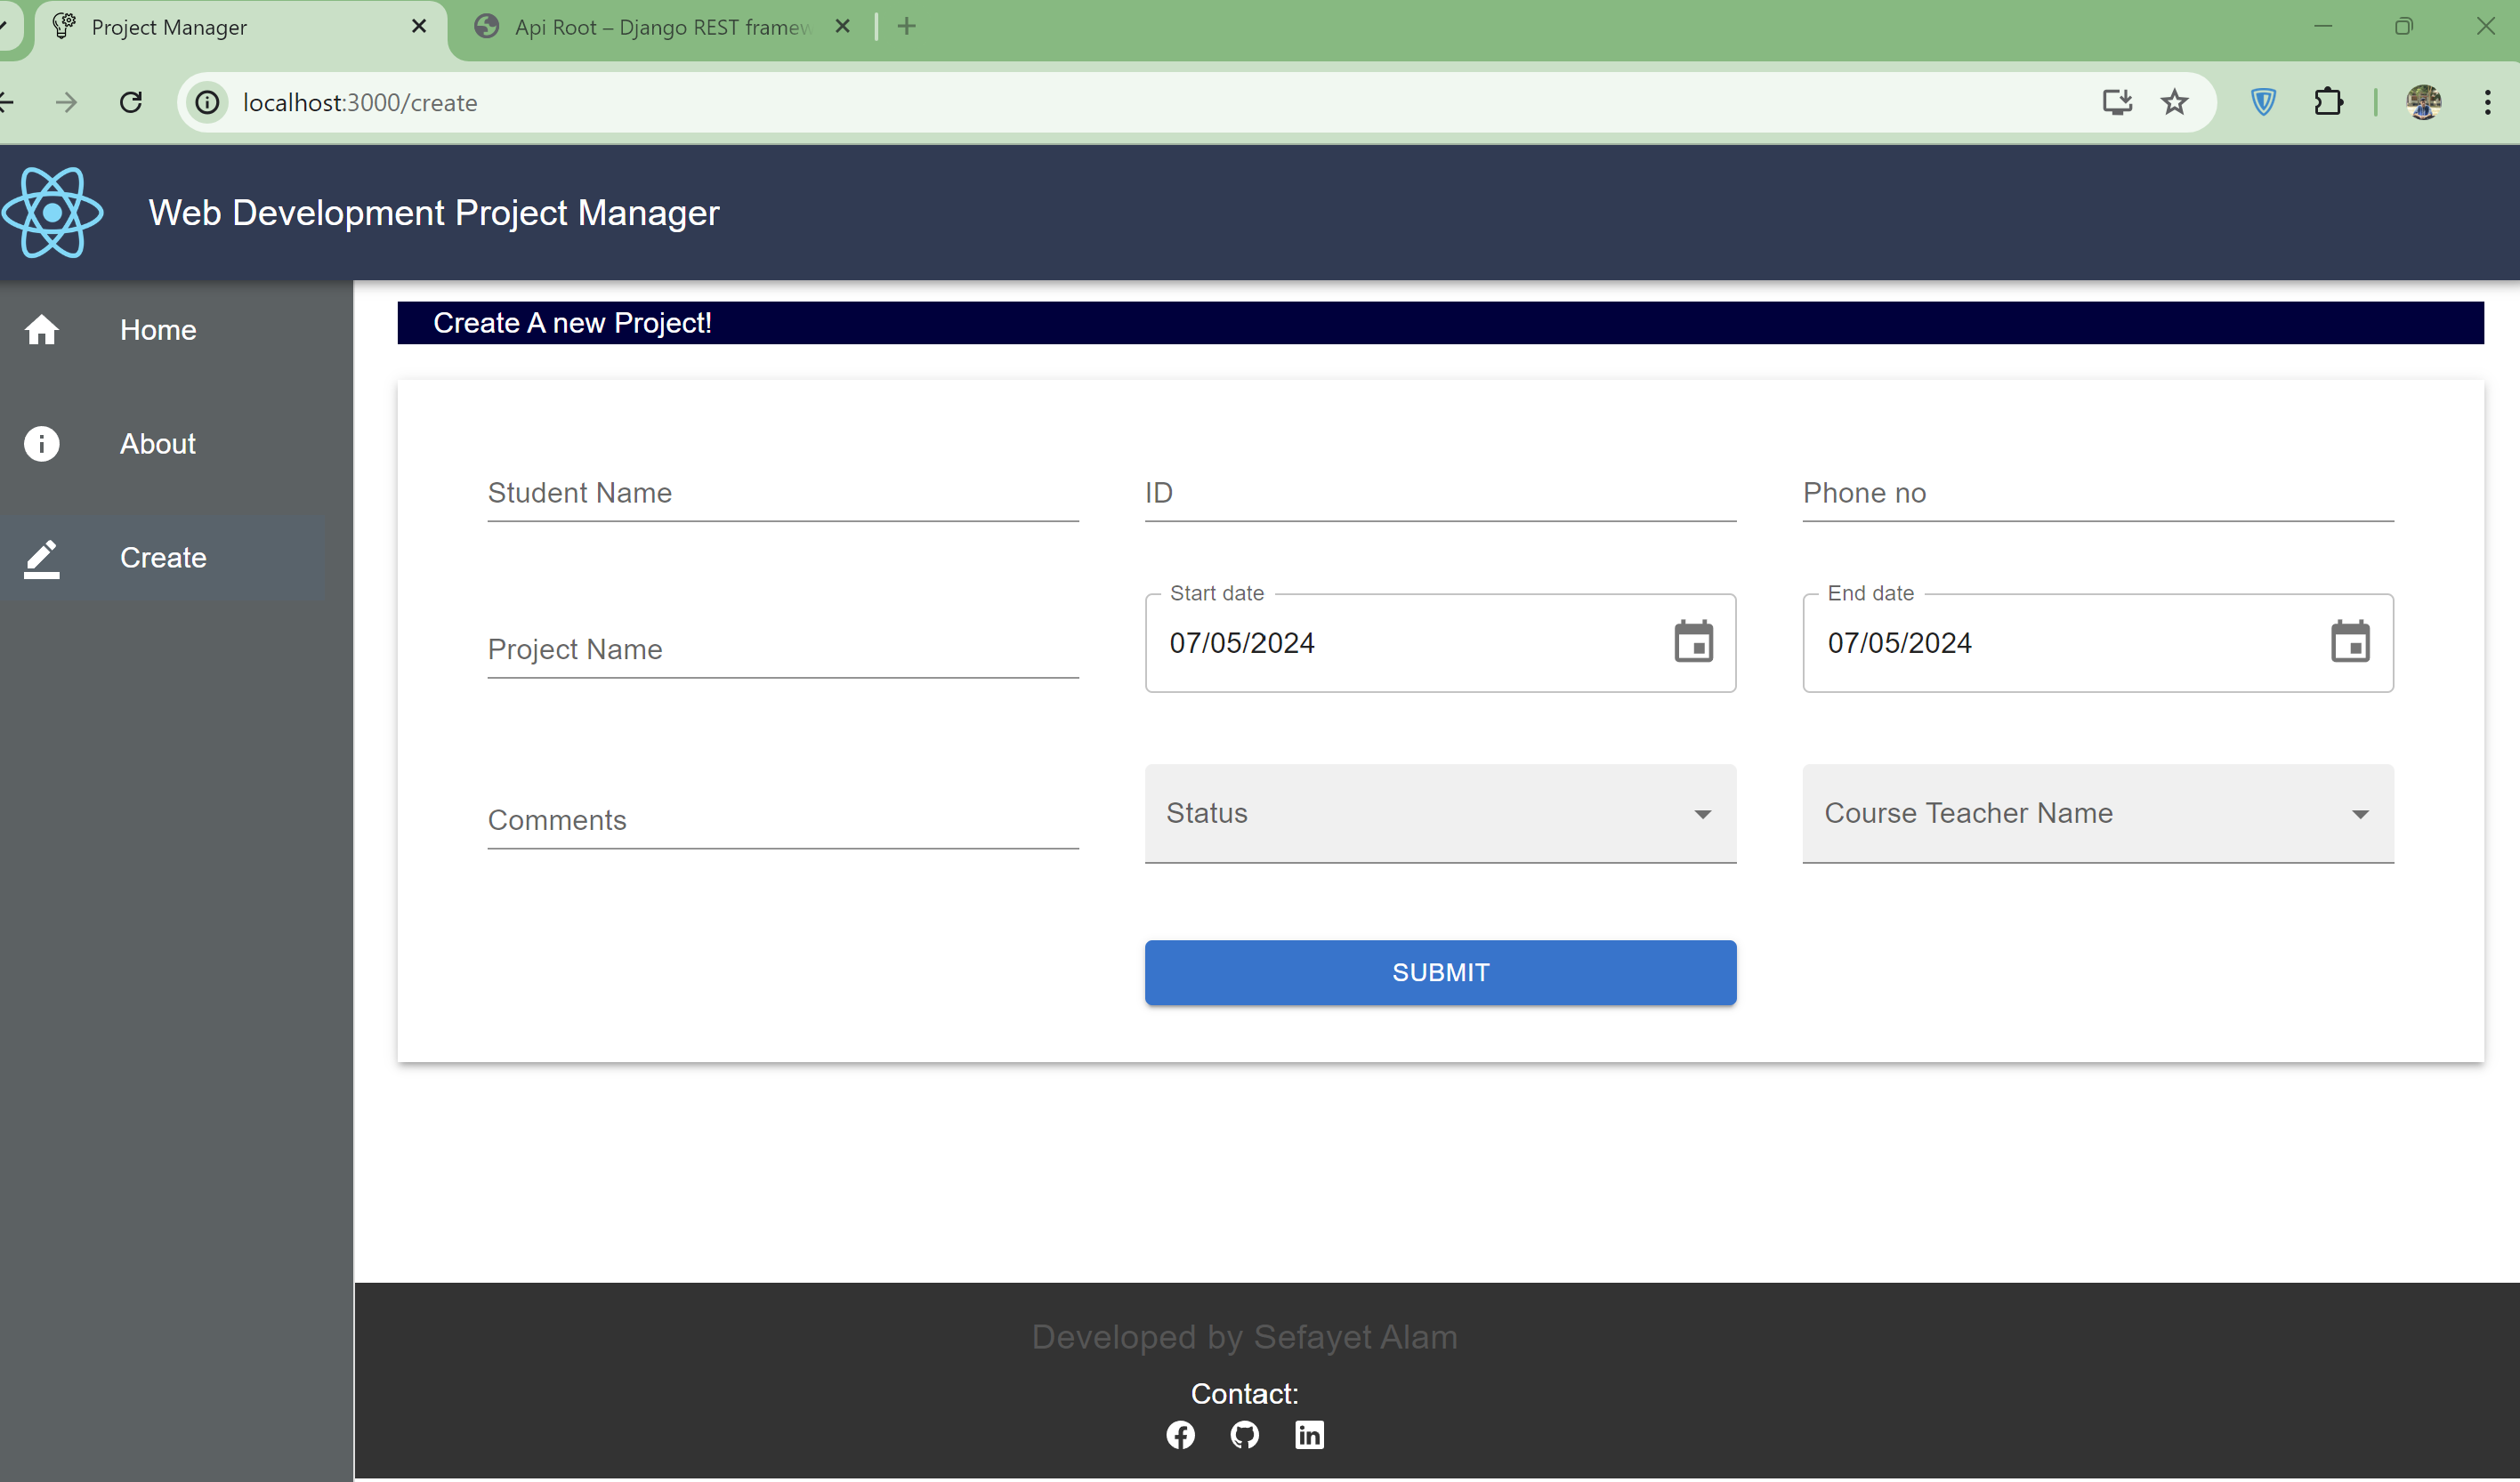 Project Manager
Api Root – Django REST framew
localhost:3000/create
Web Development Project Manager
Home
About
Create
Create A new Project!
Student Name
ID
Phone no
Project Name
Start date
07/05/2024
End date
07/05/2024
Comments
Status
Course Teacher Name
SUBMIT
Developed by Sefayet Alam
Contact: